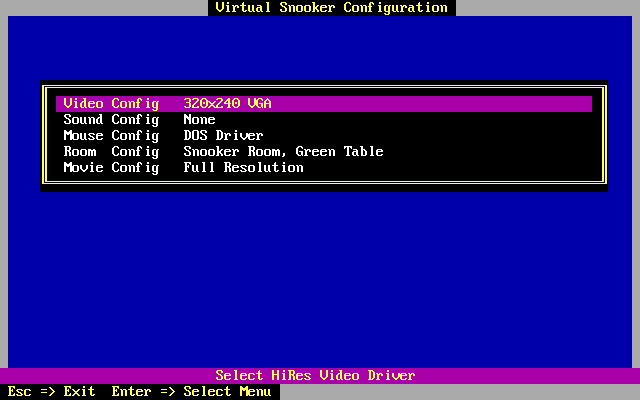 Virtual Snooker Configuration
Video Config   320x240 VGA
Sound Config   None
Mouse Config   DOS Driver
Room  Config   Snooker Room, Green Table
Movie Config   Full Resolution
Select HiRes Video Driver
Esc => Exit  Enter => Select Menu